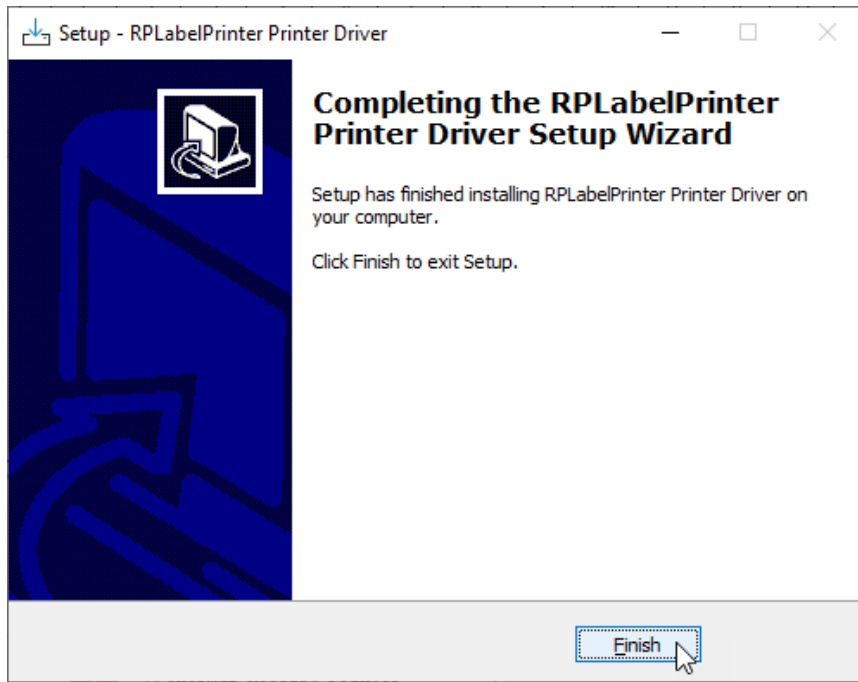 Setup - RPLabelPrinter Printer Driver
Completing the RPLabelPrinter
Printer Driver Setup Wizard
Setup has finished installing RPLabelPrinter Printer Driver on
your computer.
Click Finish to exit Setup.
Finish